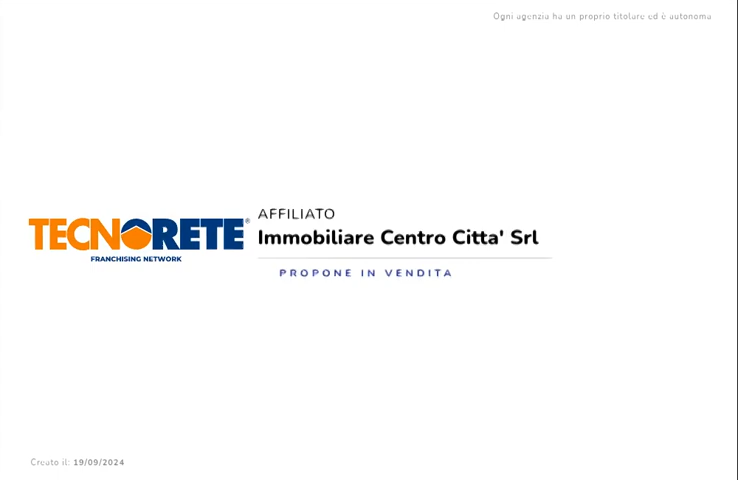 Ogni agenzia ha un proprio titolare ed è autonoma
TECNORETE®
FRANCHISING NETWORK
AFFILIATO
Immobiliare Centro Citta' Srl
PROPONE IN VENDITA
Creato il: 19/09/2024